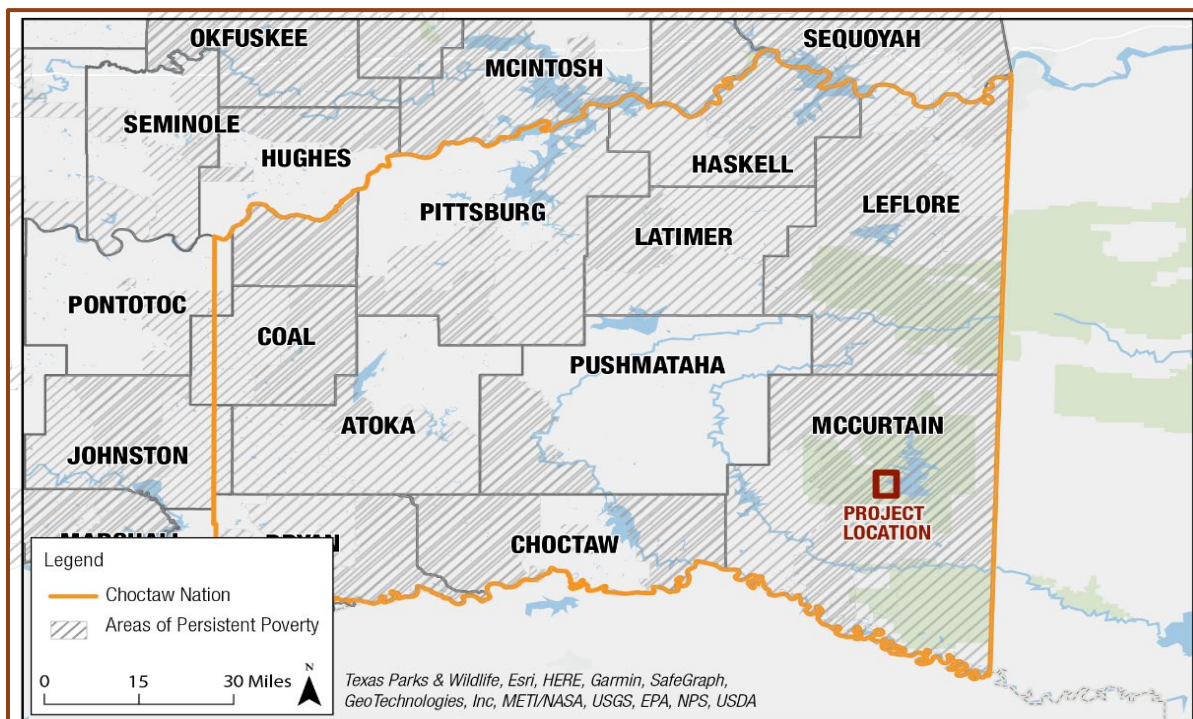 OKFUSKEE
SEQUOYAH
MCINTOSH
SEMINOLE
HUGHES
HASKELL
LEFLORE
PITTSBURG
LATIMER
PONTOTOC
COAL
PUSHMATAHA
ATOKA
MCCURTAIN
JOHNSTON
PROJECT
LOCATION
MARSHALL
BRYAN
CHOCTAW
Legend
Choctaw Nation
Areas of Persistent Poverty
N
0 15 30 Miles
Texas Parks & Wildlife, Esri, HERE, Garmin, SafeGraph,
GeoTechnologies, Inc, METI/NASA, USGS, EPA, NPS, USDA